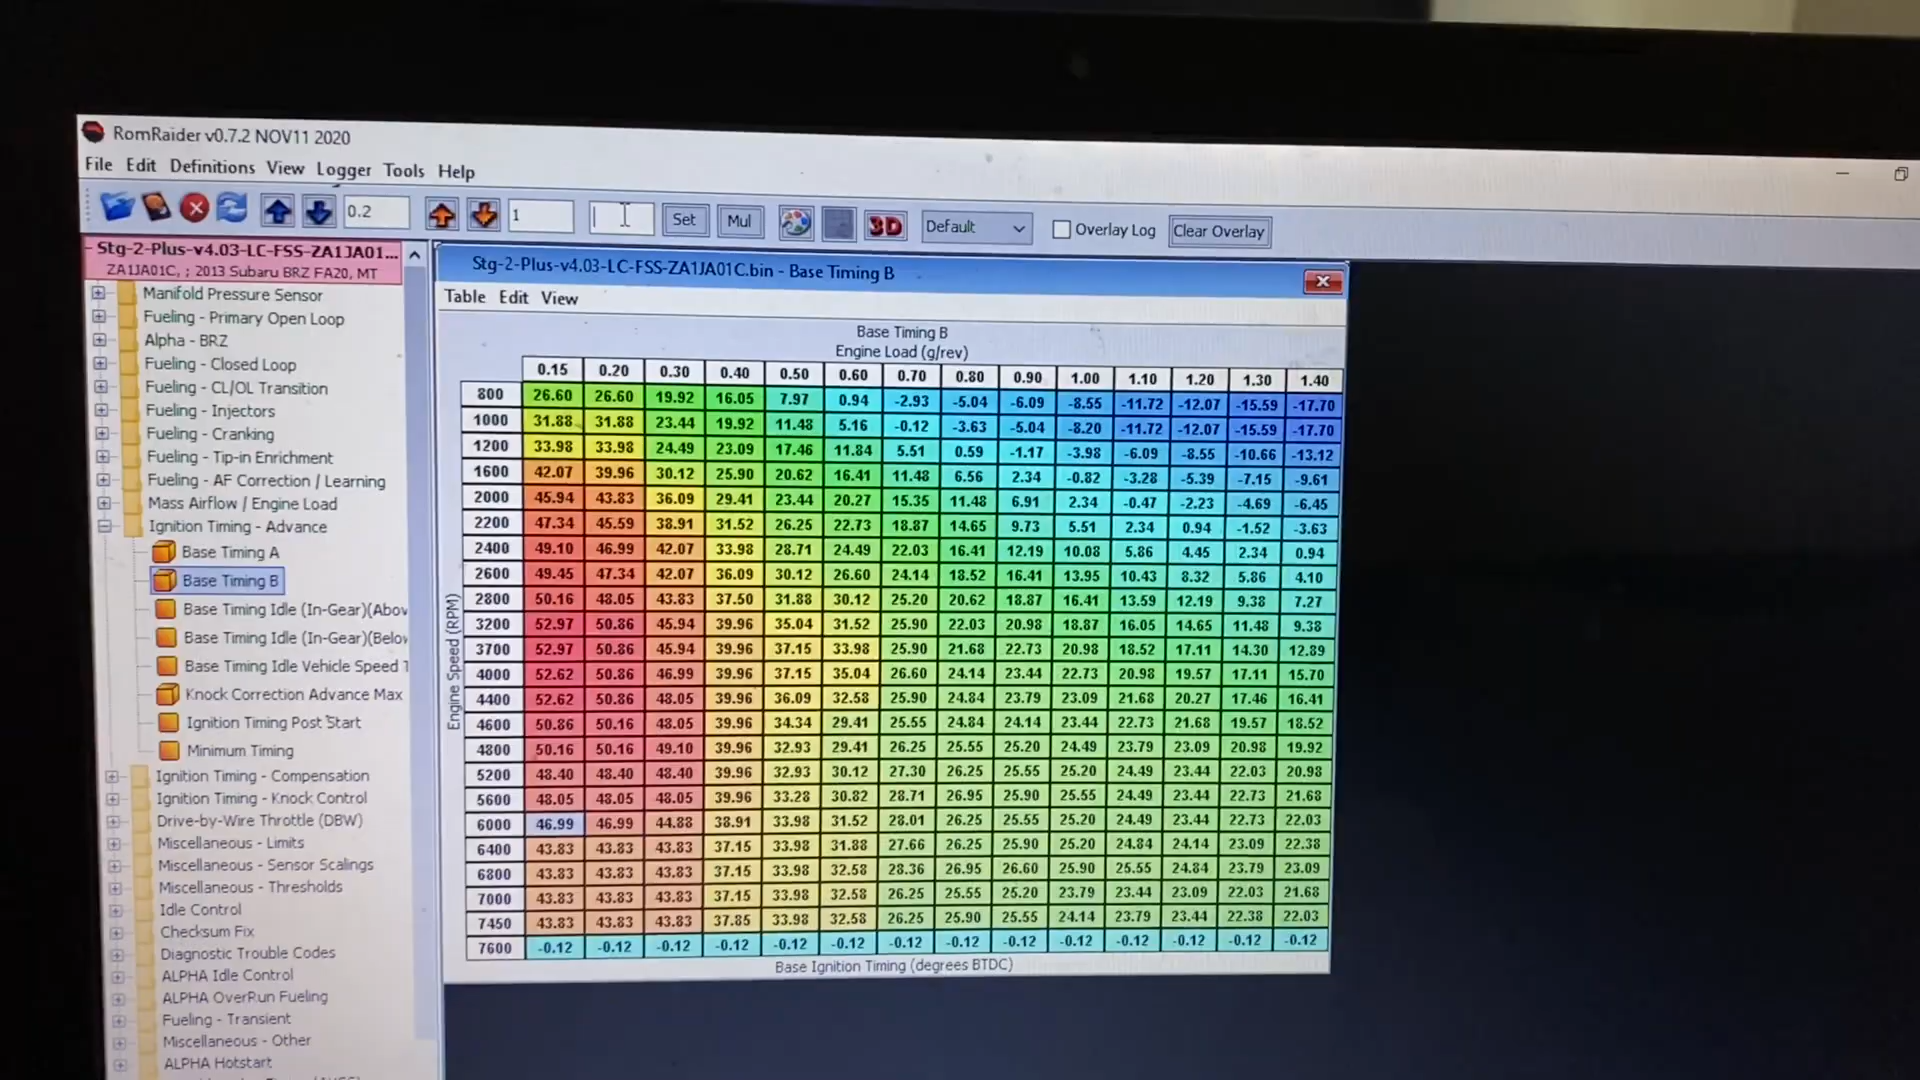 RomRaider v0.7.2 NOV11 2020
File Edit Definitions View Logger Tools Help
0.2 1 Set Mul 3D Default Overlay Log Clear Overlay
Stg-2-Plus-v4.03-LC-FSS-ZA1JA01...
ZA1JA01C, ; 2013 Subaru BRZ FA20, MT
Manifold Pressure Sensor
Fueling - Primary Open Loop
Alpha - BRZ
Fueling - Closed Loop
Fueling - CL/OL Transition
Fueling - Injectors
Fueling - Cranking
Fueling - Tip-in Enrichment
Fueling - AF Correction / Learning
Mass Airflow / Engine Load
Ignition Timing - Advance
Base Timing A
Base Timing B
Base Timing Idle (In-Gear)(Abov
Base Timing Idle (In-Gear)(Belov
Base Timing Idle Vehicle Speed T
Knock Correction Advance Max
Ignition Timing Post Start
Minimum Timing
Ignition Timing - Compensation
Ignition Timing - Knock Control
Drive-by-Wire Throttle (DBW)
Miscellaneous - Limits
Miscellaneous - Sensor Scalings
Miscellaneous - Thresholds
Idle Control
Checksum Fix
Diagnostic Trouble Codes
ALPHA Idle Control
ALPHA OverRun Fueling
Fueling - Transient
Miscellaneous - Other
ALPHA Hotstart
Stg-2-Plus-v4.03-LC-FSS-ZA1JA01C.bin - Base Timing B
Table Edit View
Base Timing B
Engine Load (g/rev)
Engine Speed (RPM)
0.15 0.20 0.30 0.40 0.50 0.60 0.70 0.80 0.90 1.00 1.10 1.20 1.30 1.40
800 26.60 26.60 19.92 16.05 7.97 0.94 -2.93 -5.04 -6.09 -8.55 -11.72 -12.07 -15.59 -17.70
1000 31.88 31.88 23.44 19.92 11.48 5.16 -0.12 -3.63 -5.04 -8.20 -11.72 -12.07 -15.59 -17.70
1200 33.98 33.98 24.49 23.09 17.46 11.84 5.51 0.59 -1.17 -3.98 -6.09 -8.55 -10.66 -13.12
1600 42.07 39.96 30.12 25.90 20.62 16.41 11.48 6.56 2.34 -0.82 -3.28 -5.39 -7.15 -9.61
2000 45.94 43.83 36.09 29.41 23.44 20.27 15.35 11.48 6.91 2.34 -0.47 -2.23 -4.69 -6.45
2200 47.34 45.59 38.91 31.52 26.25 22.73 18.87 14.65 9.73 5.51 2.34 0.94 -1.52 -3.63
2400 49.10 46.99 42.07 33.98 28.71 24.49 22.03 16.41 12.19 10.08 5.86 4.45 2.34 0.94
2600 49.45 47.34 42.07 36.09 30.12 26.60 24.14 18.52 16.41 13.95 10.43 8.32 5.86 4.10
2800 50.16 48.05 43.83 37.50 31.88 30.12 25.20 20.62 18.87 16.41 13.59 12.19 9.38 7.27
3200 52.97 50.86 45.94 39.96 35.04 31.52 25.90 22.03 20.98 18.87 16.05 14.65 11.48 9.38
3700 52.97 50.86 45.94 39.96 37.15 33.98 25.90 21.68 22.73 20.98 18.52 17.11 14.30 12.89
4000 52.62 50.86 46.99 39.96 37.15 35.04 26.60 24.14 23.44 22.73 20.98 19.57 17.11 15.70
4400 52.62 50.86 48.05 39.96 36.09 32.58 25.90 24.84 23.79 23.09 21.68 20.27 17.46 16.41
4600 50.86 50.16 48.05 39.96 34.34 29.41 25.55 24.84 24.14 23.44 22.73 21.68 19.57 18.52
4800 50.16 50.16 49.10 39.96 32.93 29.41 26.25 25.55 25.20 24.49 23.79 23.09 20.98 19.92
5200 48.40 48.40 48.40 39.96 32.93 30.12 27.30 26.25 25.55 25.20 24.49 23.44 22.03 20.98
5600 48.05 48.05 48.05 39.96 33.28 30.82 28.71 26.95 25.90 25.55 24.49 23.44 22.73 21.68
6000 46.99 46.99 44.88 38.91 33.98 31.52 28.01 26.25 25.55 25.20 24.49 23.44 22.73 22.03
6400 43.83 43.83 43.83 37.15 33.98 31.88 27.66 26.25 25.90 25.20 24.84 24.14 23.09 22.38
6800 43.83 43.83 43.83 37.15 33.98 32.58 28.36 26.95 26.60 25.90 25.55 24.84 23.79 23.09
7000 43.83 43.83 43.83 37.15 33.98 32.58 26.25 25.55 25.20 23.79 23.44 23.09 22.03 21.68
7450 43.83 43.83 43.83 37.85 33.98 32.58 26.25 25.90 25.55 24.14 23.79 23.44 22.38 22.03
7600 -0.12 -0.12 -0.12 -0.12 -0.12 -0.12 -0.12 -0.12 -0.12 -0.12 -0.12 -0.12 -0.12 -0.12
Base Ignition Timing (degrees BTDC)